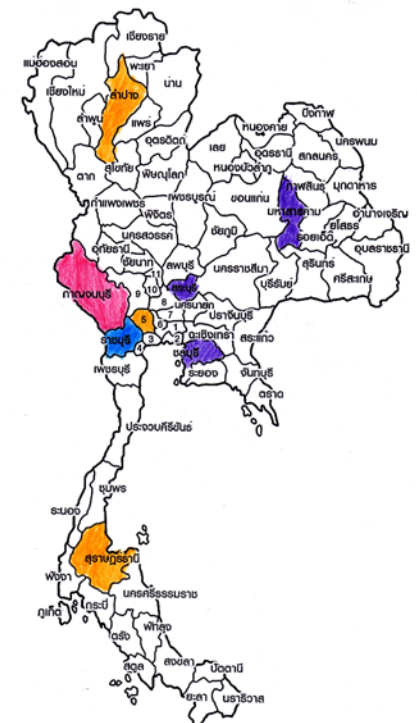 เชียงราย
แม่ฮ่องสอน
พะเยา
เชียงใหม่
น่าน
ลำปาง
ลำพูน
แพร่
อุตรดิตถ์
ตาก
สุโขทัย
พิษณุโลก
เลย
หนองคาย
บึงกาฬ
อุดรธานี
สกลนคร
นครพนม
หนองบัวลำภู
กำแพงเพชร
เพชรบูรณ์
ขอนแก่น
กาฬสินธุ์
มุกดาหาร
พิจิตร
มหาสารคาม
อำนาจเจริญ
นครสวรรค์
ชัยภูมิ
ร้อยเอ็ด
ยโสธร
อุทัยธานี
อุบลราชธานี
ชัยนาท
ลพบุรี
นครราชสีมา
สุรินทร์
บุรีรัมย์
ศรีสะเกษ
กาญจนบุรี
11
10
9
สระบุรี
8
นครนายก
7
ปราจีนบุรี
5
6
1
ฉะเชิงเทรา
สระแก้ว
ราชบุรี
3
2
4
ชลบุรี
เพชรบุรี
ระยอง
จันทบุรี
ตราด
ประจวบคีรีขันธ์
ชุมพร
ระนอง
สุราษฎร์ธานี
พังงา
นครศรีธรรมราช
ภูเก็ต
กระบี่
ตรัง
พัทลุง
สตูล
สงขลา
ปัตตานี
ยะลา
นราธิวาส